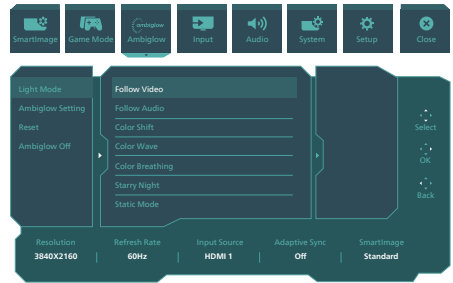 ambiglow
SmartImage Game Mode Ambiglow Input Audio System Setup Close
Light Mode Follow Video
Ambiglow Setting Follow Audio
Reset Color Shift
Ambiglow Off Color Wave
Color Breathing
Starry Night
Static Mode
Select
OK
Back
Resolution Refresh Rate Input Source Adaptive Sync SmartImage
3840X2160 | 60Hz | HDMI 1 | Off | Standard